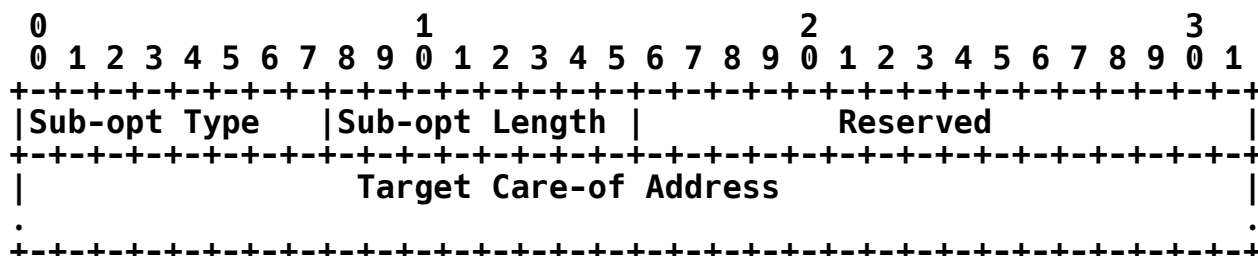 0                   1                   2                   3
 0 1 2 3 4 5 6 7 8 9 0 1 2 3 4 5 6 7 8 9 0 1 2 3 4 5 6 7 8 9 0 1
+-+-+-+-+-+-+-+-+-+-+-+-+-+-+-+-+-+-+-+-+-+-+-+-+-+-+-+-+-+-+-+-+
|Sub-opt Type   |Sub-opt Length |          Reserved             |
+-+-+-+-+-+-+-+-+-+-+-+-+-+-+-+-+-+-+-+-+-+-+-+-+-+-+-+-+-+-+-+-+
|                 Target Care-of Address                        |
.                                                               .
+-+-+-+-+-+-+-+-+-+-+-+-+-+-+-+-+-+-+-+-+-+-+-+-+-+-+-+-+-+-+-+-+